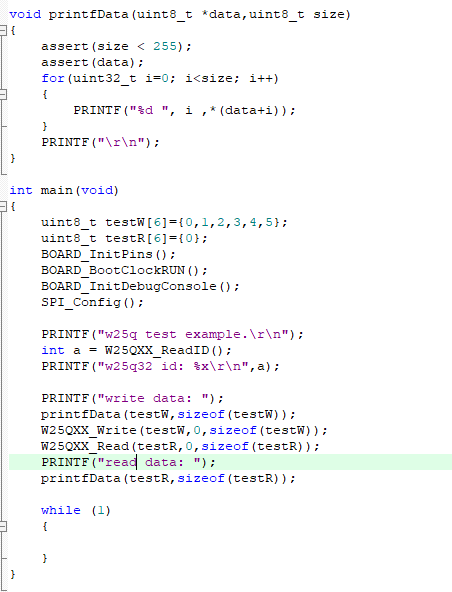 void printfData(uint8_t *data,uint8_t size)
{
    assert(size < 255);
    assert(data);
    for(uint32_t i=0; i<size; i++)
    {
        PRINTF("%d ", i ,*(data+i));
    }
    PRINTF("\r\n");
}

int main(void)
{
    uint8_t testW[6]={0,1,2,3,4,5};
    uint8_t testR[6]={0};
    BOARD_InitPins();
    BOARD_BootClockRUN();
    BOARD_InitDebugConsole();
    SPI_Config();

    PRINTF("w25q test example.\r\n");
    int a = W25QXX_ReadID();
    PRINTF("w25q32 id: %x\r\n",a);

    PRINTF("write data: ");
    printfData(testW,sizeof(testW));
    W25QXX_Write(testW,0,sizeof(testW));
    W25QXX_Read(testR,0,sizeof(testR));
    PRINTF("read data: ");
    printfData(testR,sizeof(testR));

    while (1)
    {

    }
}